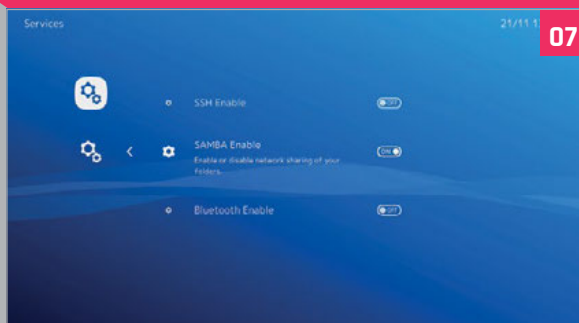 Services
21/11 1
07
SSH Enable
OFF
SAMBA Enable
ON
Enable or disable network sharing of your
folders.
Bluetooth Enable
OFF